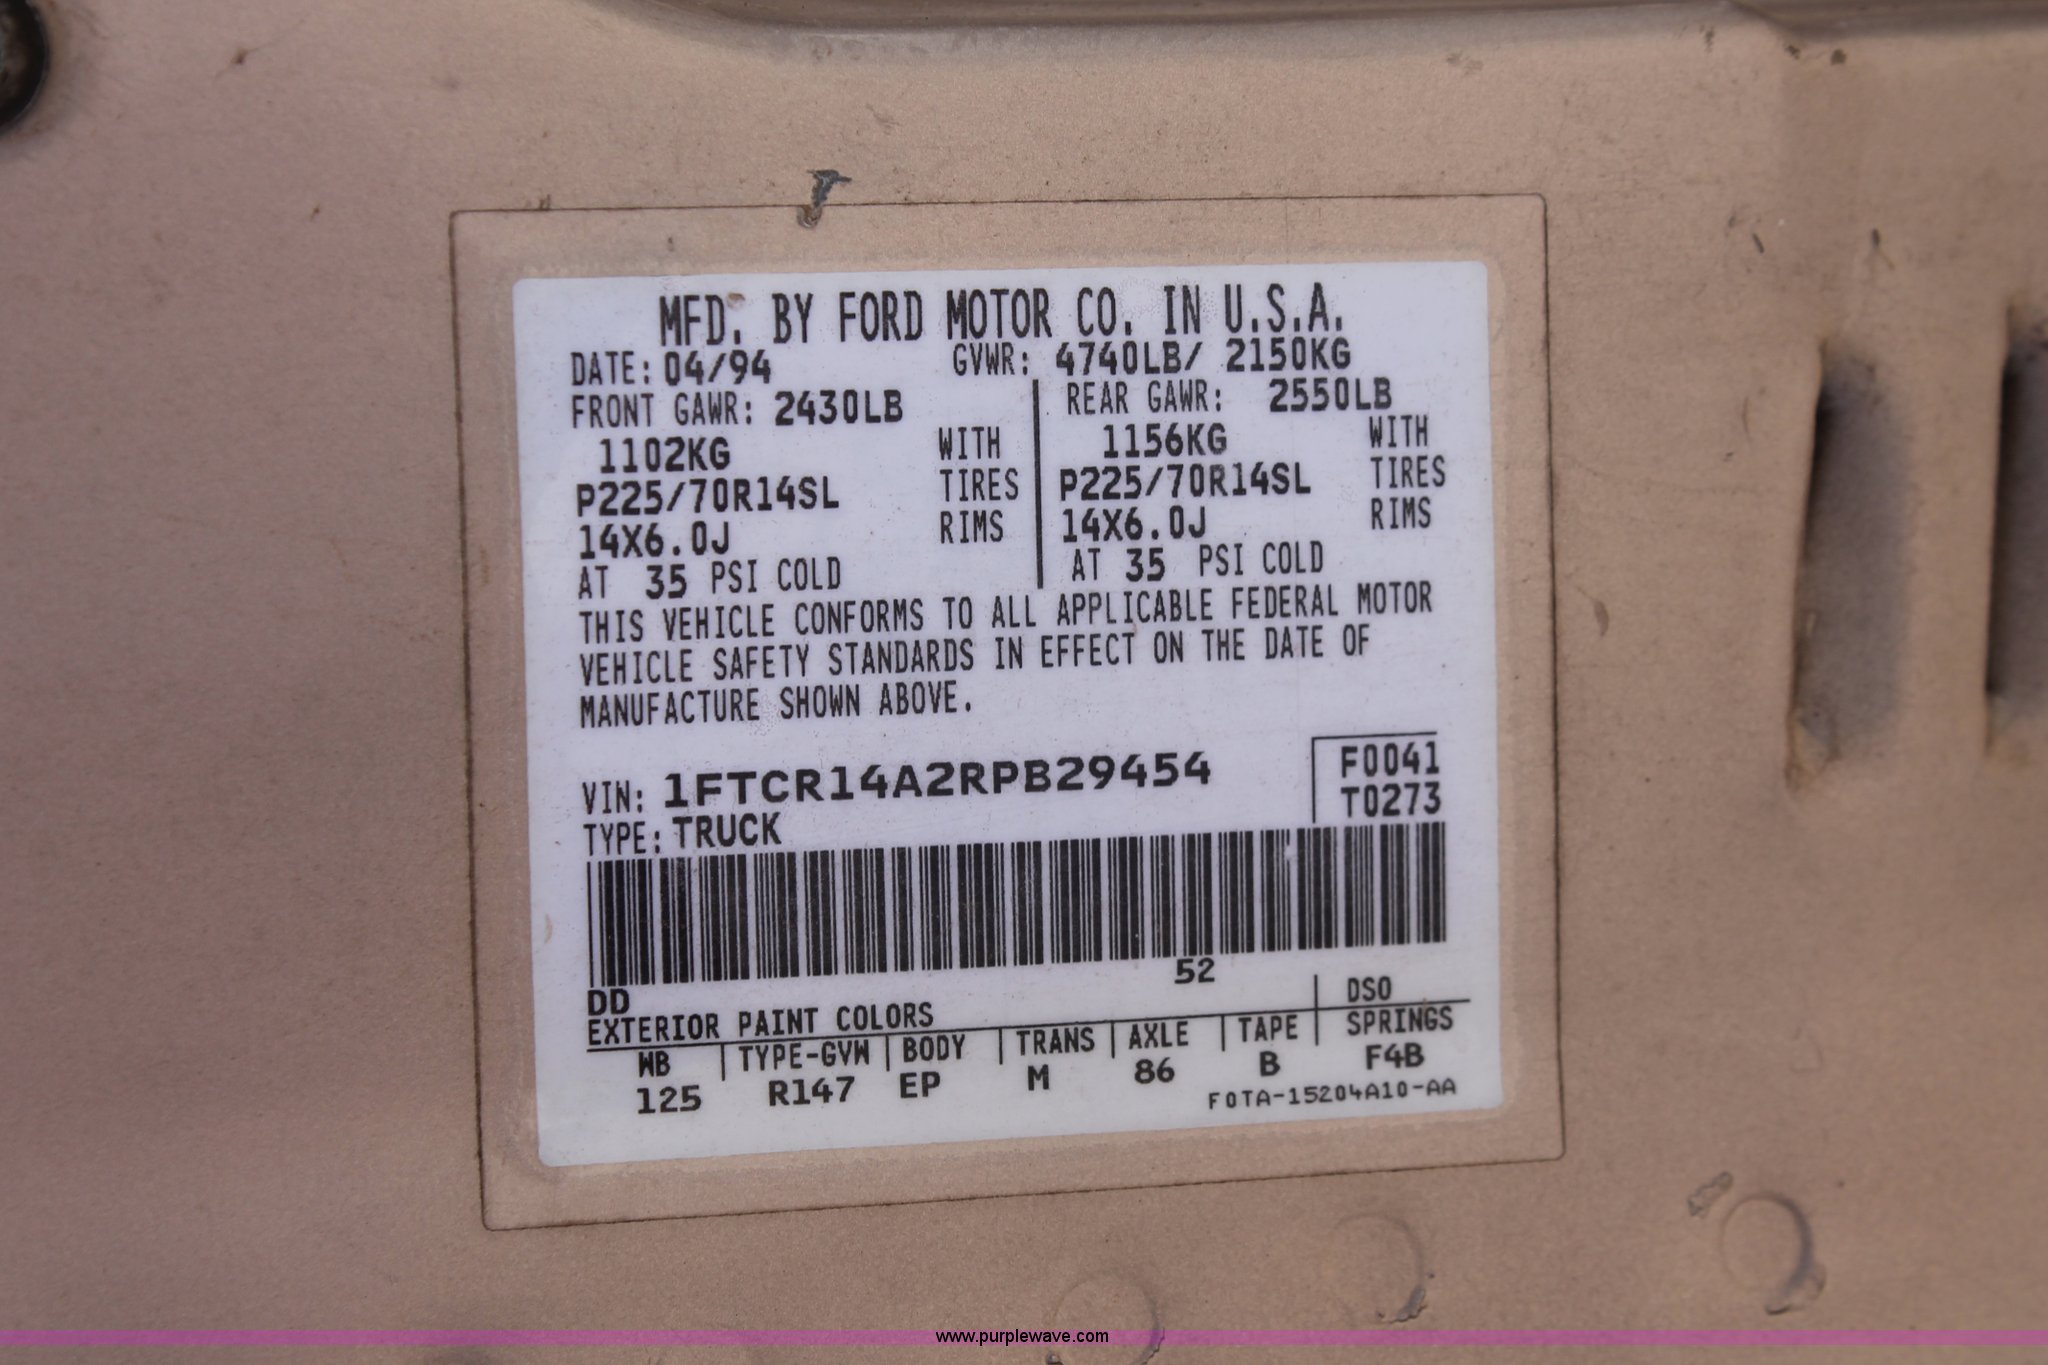 MFD. BY FORD MOTOR CO. IN U.S.A.
DATE: 04/94 GVWR: 4740LB/ 2150KG
FRONT GAWR: 2430LB REAR GAWR: 2550LB
1102KG WITH 1156KG WITH
P225/70R14SL TIRES P225/70R14SL TIRES
14X6.0J RIMS 14X6.0J RIMS
AT 35 PSI COLD AT 35 PSI COLD
THIS VEHICLE CONFORMS TO ALL APPLICABLE FEDERAL MOTOR
VEHICLE SAFETY STANDARDS IN EFFECT ON THE DATE OF
MANUFACTURE SHOWN ABOVE.
VIN: 1FTCR14A2RPB29454 F0041
TYPE: TRUCK T0273
DD 52
EXTERIOR PAINT COLORS DSO
WB TYPE-GVW BODY TRANS AXLE TAPE SPRINGS
125 R147 EP M 86 B F4B
F0TA-15204A10-AA
www.purplewave.com